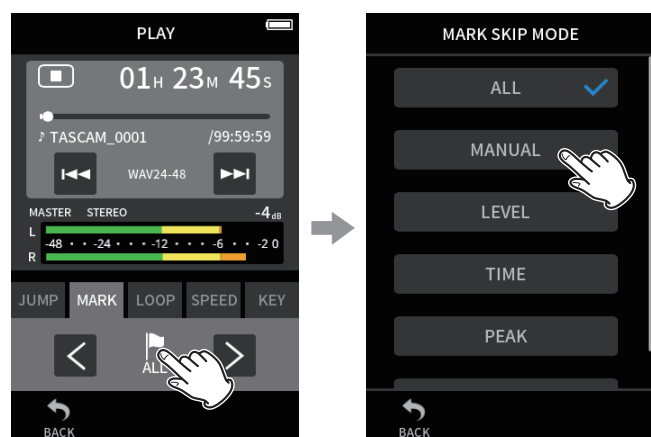 PLAY
01H 23M 45S
♪ TASCAM_0001 /99:59:59
WAV24-48
MASTER STEREO -4dB
L
-48 · · -24 · · · -12 · · · -6 · · -2 0
R
JUMP MARK LOOP SPEED KEY
ALL
BACK
MARK SKIP MODE
ALL
MANUAL
LEVEL
TIME
PEAK
BACK